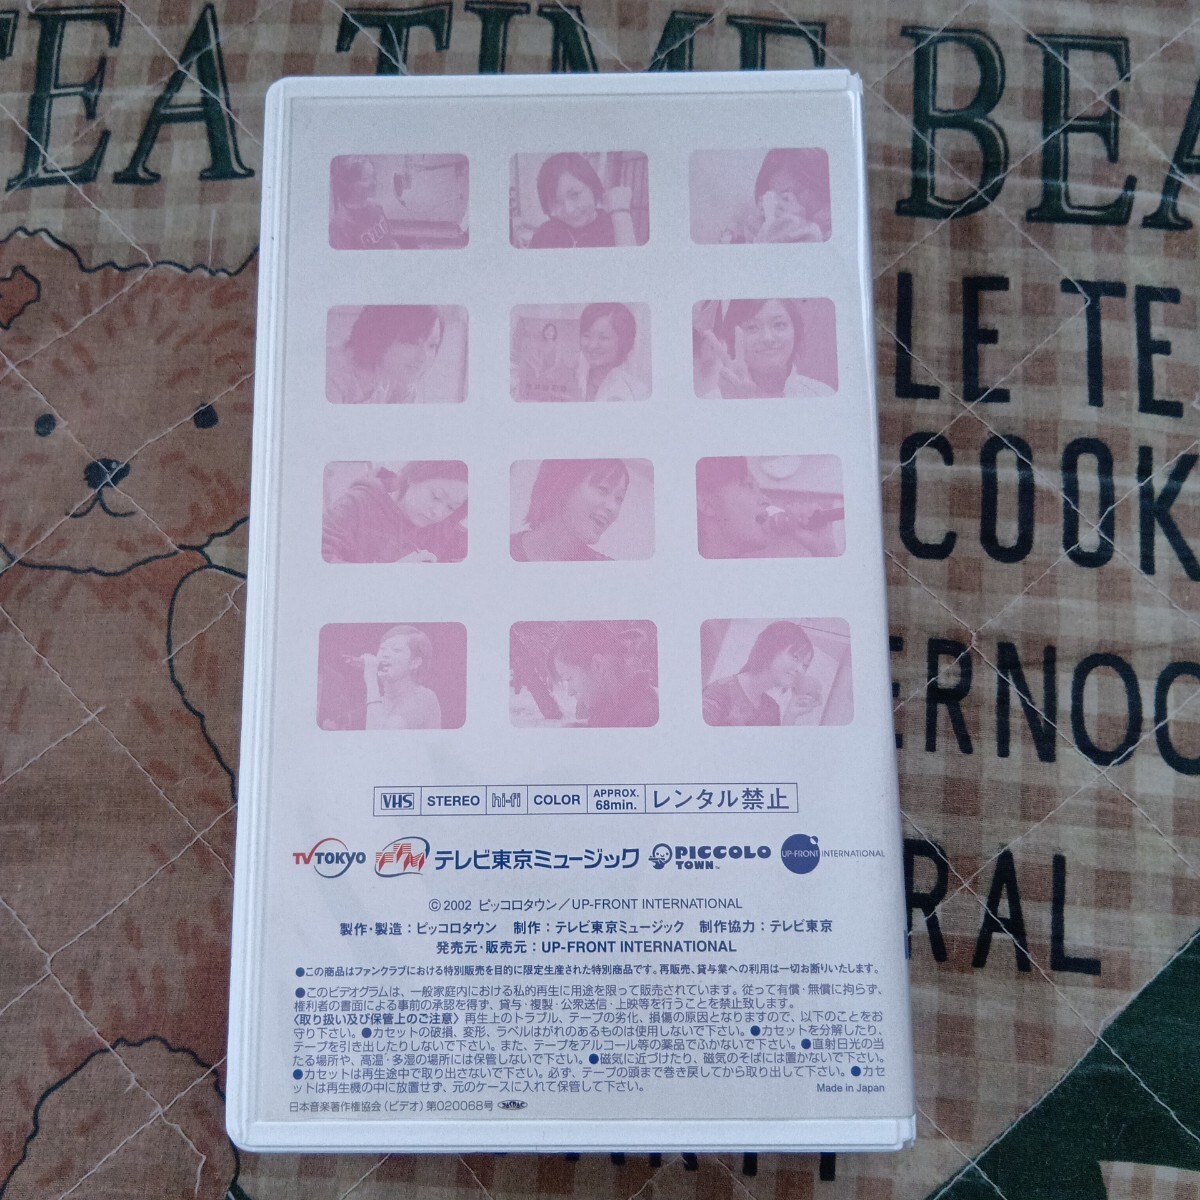 TEA TIME BEA
LE TE
COOK
ERNOC
RAL
VHS STEREO hi-fi COLOR APPROX. 68min. レンタル禁止
TV TOKYO テレビ東京ミュージック PICCOLO TOWN™ UP-FRONT INTERNATIONAL
©2002 ピッコロタウン／UP-FRONT INTERNATIONAL
製作・製造：ピッコロタウン 制作：テレビ東京ミュージック 制作協力：テレビ東京
発売元・販売元：UP-FRONT INTERNATIONAL
●この商品はファンクラブにおける特別販売を目的に限定生産された特別商品です。再販売、貸与業への利用は一切お断りいたします。
●このビデオグラムは、一般家庭内における私的再生に用途を限って販売されています。従って有償・無償に拘らず、
権利者の書面による事前の承認を得ず、貸与・複製・公衆送信・上映等を行うことを禁止致します。
〈取り扱い及び保管上のご注意〉再生上のトラブル、テープの劣化、損傷の原因となりますので、以下のことをお
守り下さい。●カセットの破損、変形、ラベルはがれのあるものは使用しないで下さい。●カセットを分解したり、
テープを引き出したりしないで下さい。また、テープをアルコール等の薬品でふかないで下さい。●直射日光の当
たる場所や、高温・多湿の場所には保管しないで下さい。●磁気に近づけたり、磁気のそばには置かないで下さい。
●カセットは再生途中で取り出さないで下さい。必ず、テープの頭まで巻き戻してから取り出して下さい。●カセ
ットは再生機の中に放置せず、元のケースに入れて保管して下さい。
Made in Japan
日本音楽著作権協会（ビデオ）第020068号 JASRAC